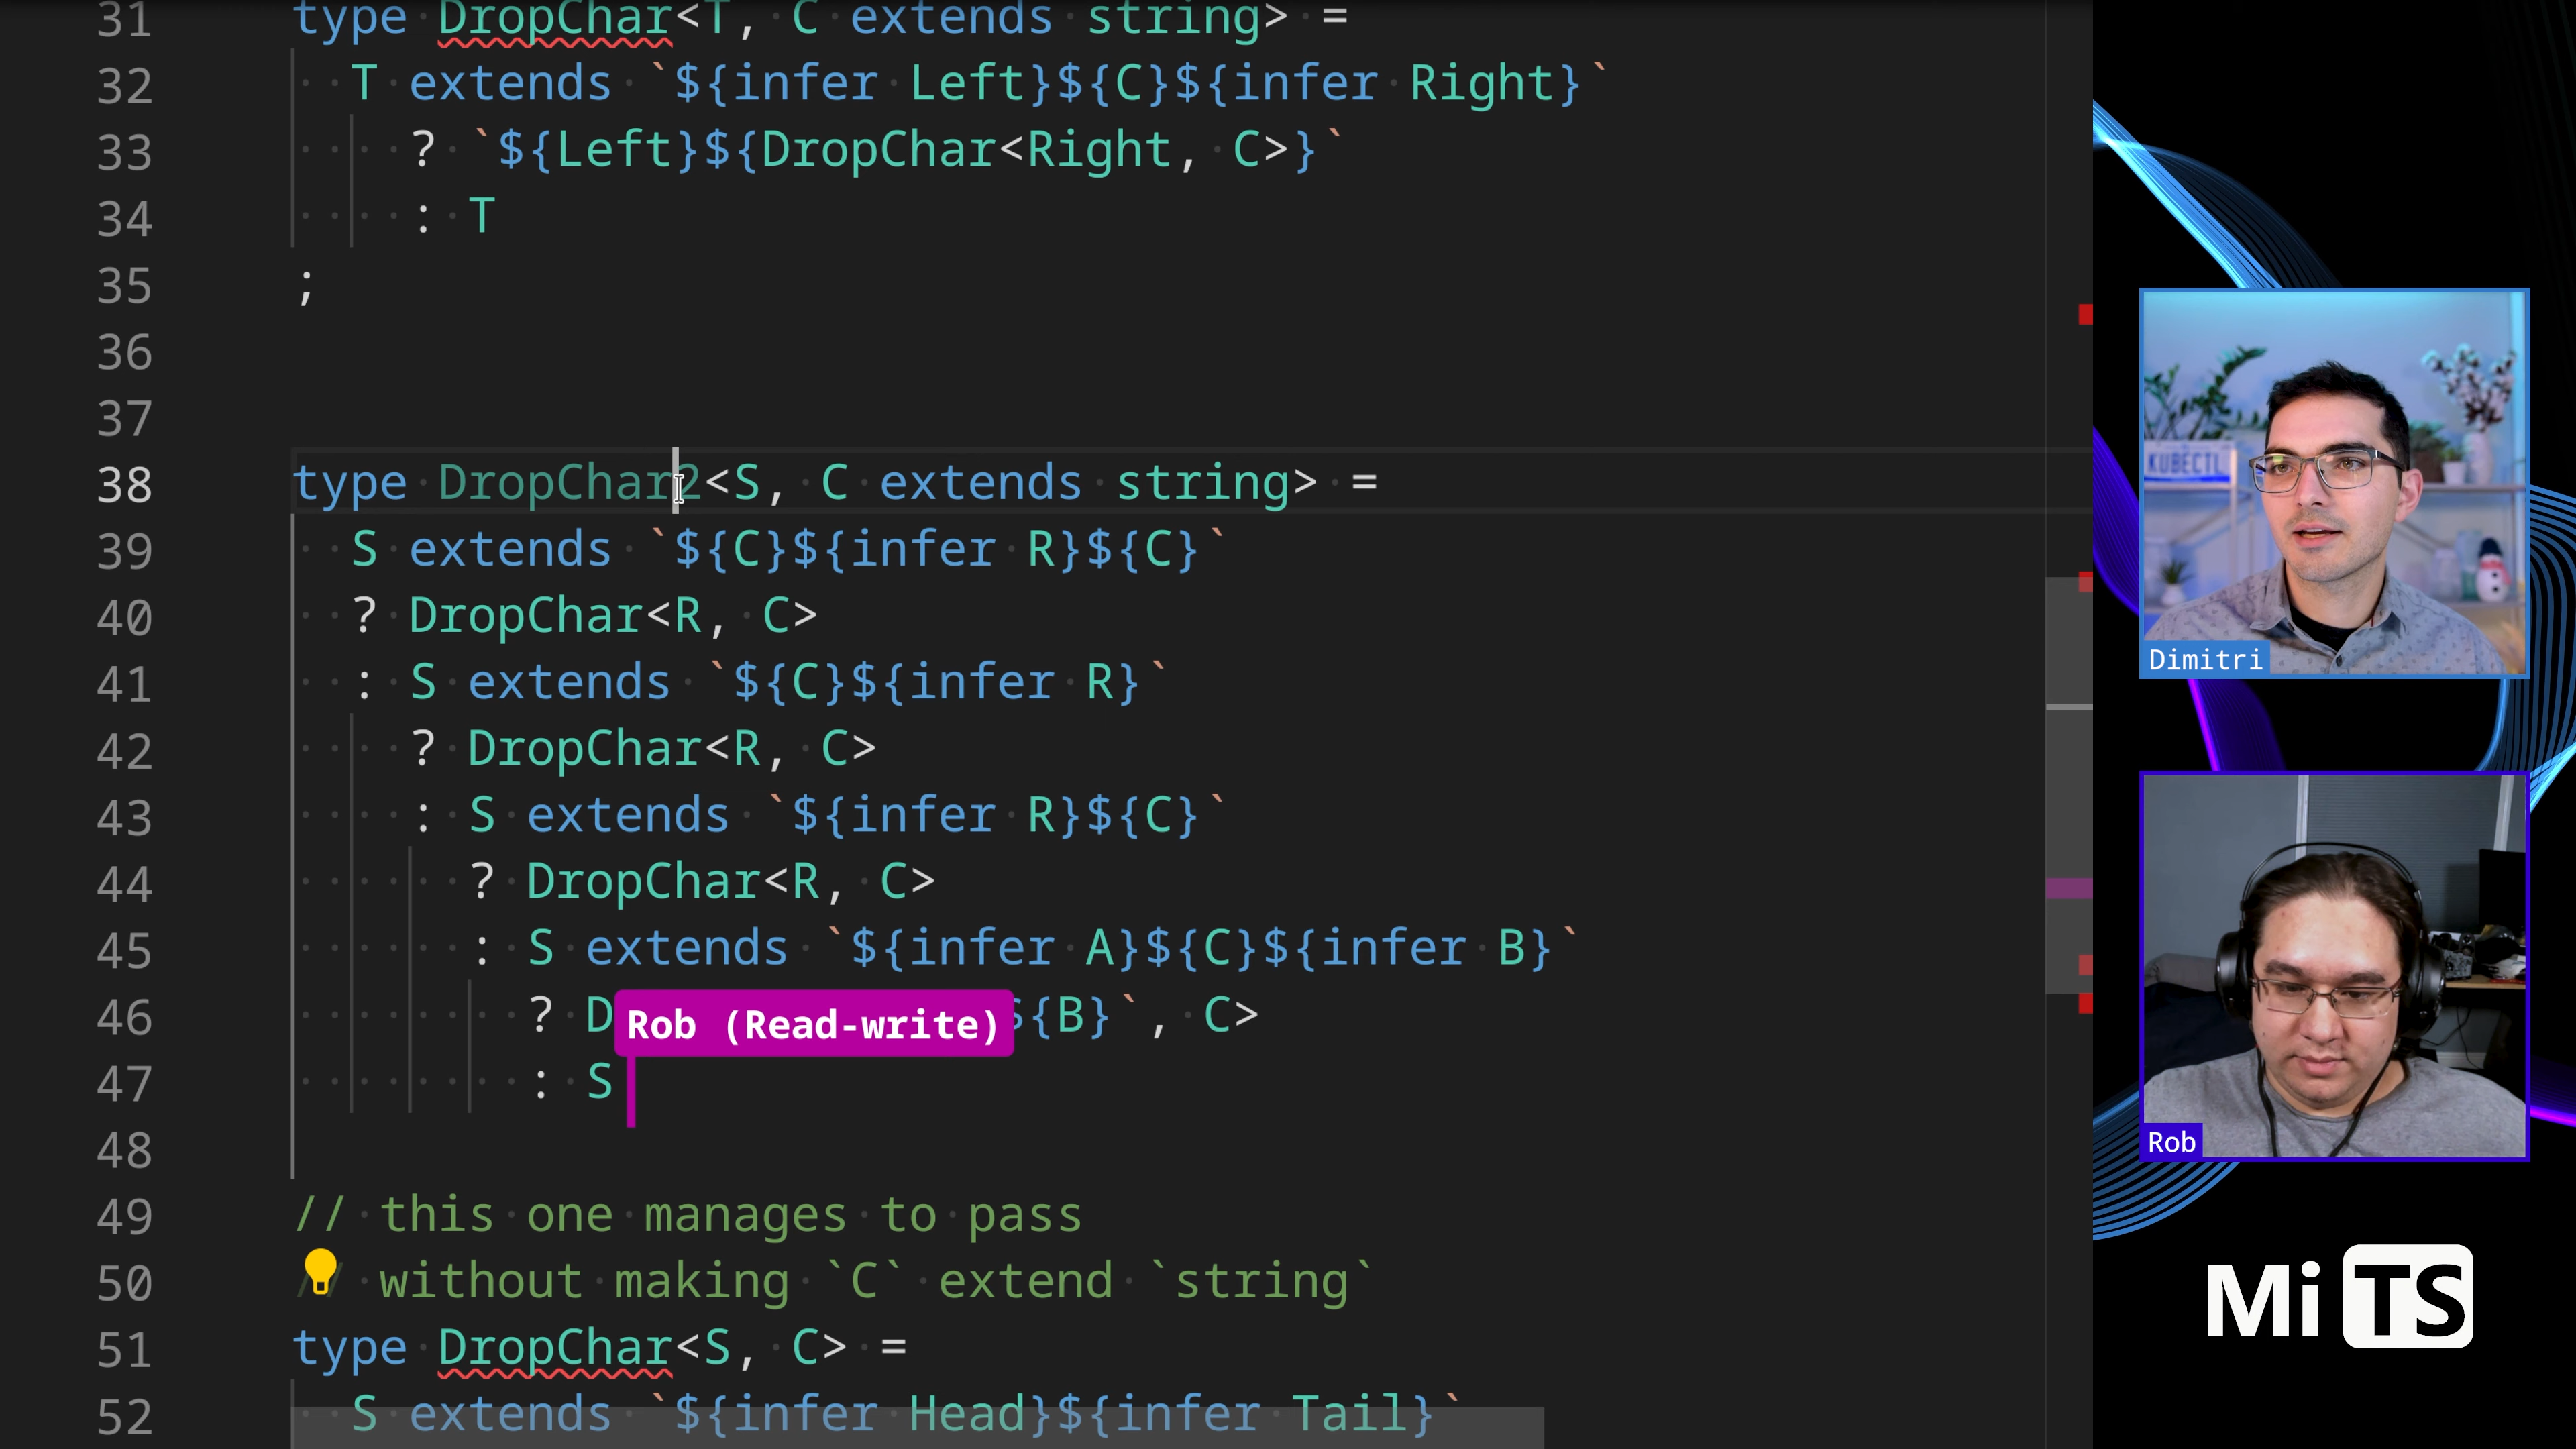 31 type DropChar<T, C extends string> =
32 T extends `${infer Left}${C}${infer Right}`
33 ? `${Left}${DropChar<Right, C>}`
34 : T
35 ;
36
37
38 type DropChar2<S, C extends string> =
39 S extends `${C}${infer R}${C}`
40 ? DropChar<R, C>
41 : S extends `${C}${infer R}`
42 ? DropChar<R, C>
43 : S extends `${infer R}${C}`
44 ? DropChar<R, C>
45 : S extends `${infer A}${C}${infer B}`
46 ? D Rob (Read-write) ${B}`, C>
47 : S
48
49 // this one manages to pass
50 // without making `C` extend `string`
51 type DropChar<S, C> =
52 S extends `${infer Head}${infer Tail}`
KUBECTL
Dimitri
Rob
MiTS